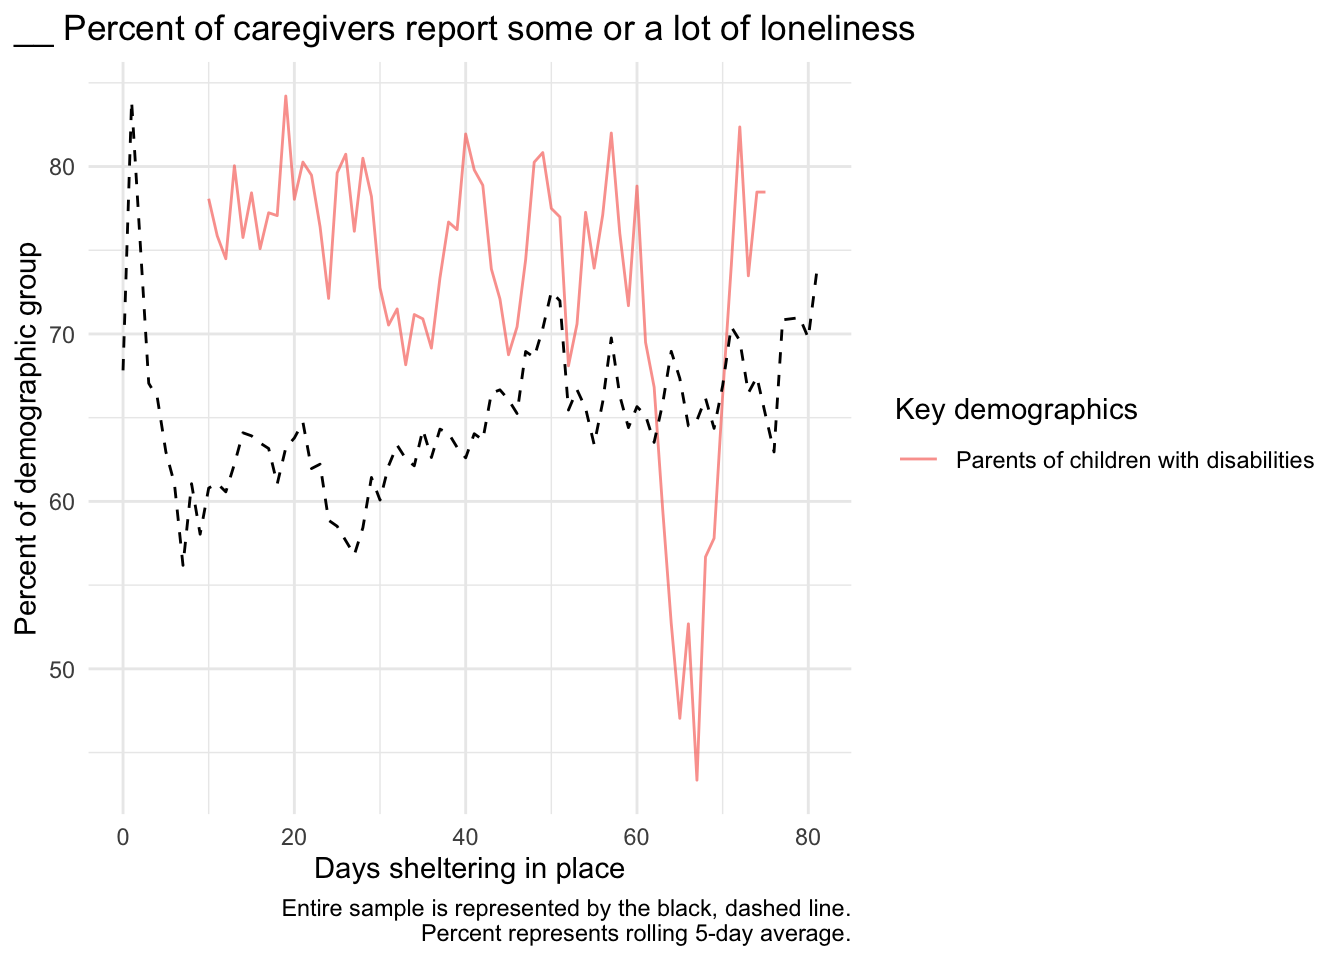 __ Percent of caregivers report some or a lot of loneliness
Percent of demographic group
80
70
60
50
0 20 40 60 80
Days sheltering in place
Key demographics
Parents of children with disabilities
Entire sample is represented by the black, dashed line.
Percent represents rolling 5-day average.